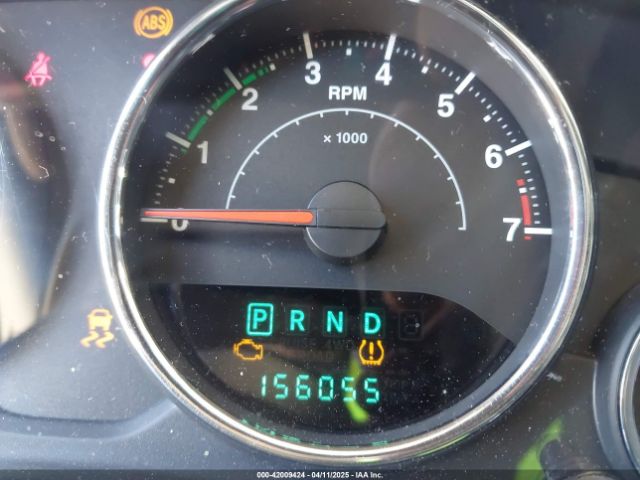 ABS
0 1 2 3 4 5 6 7
RPM
x 1000
P R N D
156055
000-42009424 | 04/11/2025 | IAA Inc.